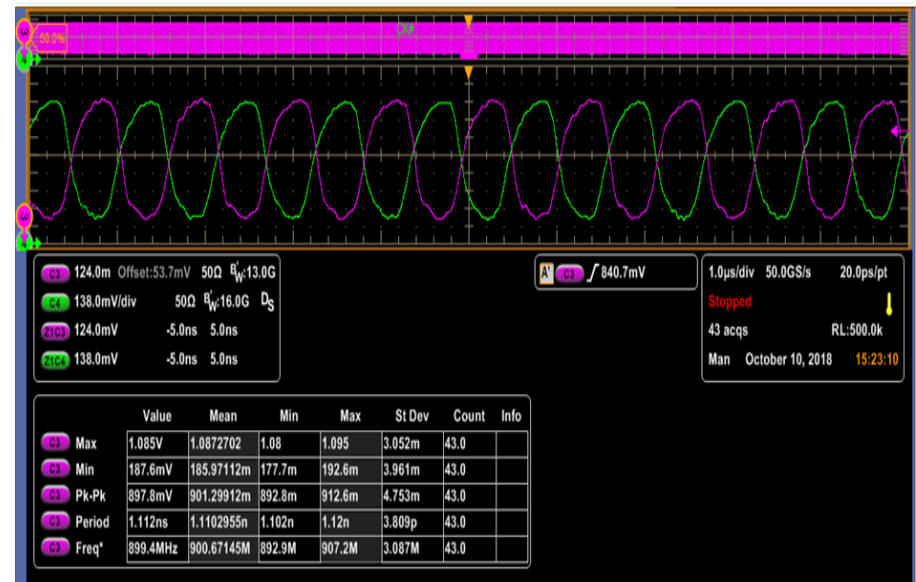 50.0%
CK#
C3 124.0m Offset:53.7mV 50Ω BW:13.0G
C4 138.0mV/div 50Ω BW:16.0G DS
Z1C3 124.0mV -5.0ns 5.0ns
Z1C4 138.0mV -5.0ns 5.0ns
A' C3 840.7mV
1.0µs/div 50.0GS/s 20.0ps/pt
Stopped
43 acqs RL:500.0k
Man October 10, 2018 15:23:10
Value Mean Min Max St Dev Count Info
C3 Max 1.085V 1.0872702 1.08 1.095 3.052m 43.0
C3 Min 187.6mV 185.97112m 177.7m 192.6m 3.961m 43.0
C3 Pk-Pk 897.8mV 901.29912m 892.8m 912.6m 4.753m 43.0
C3 Period 1.112ns 1.1102955n 1.102n 1.12n 3.809p 43.0
C3 Freq* 899.4MHz 900.67145M 892.9M 907.2M 3.087M 43.0